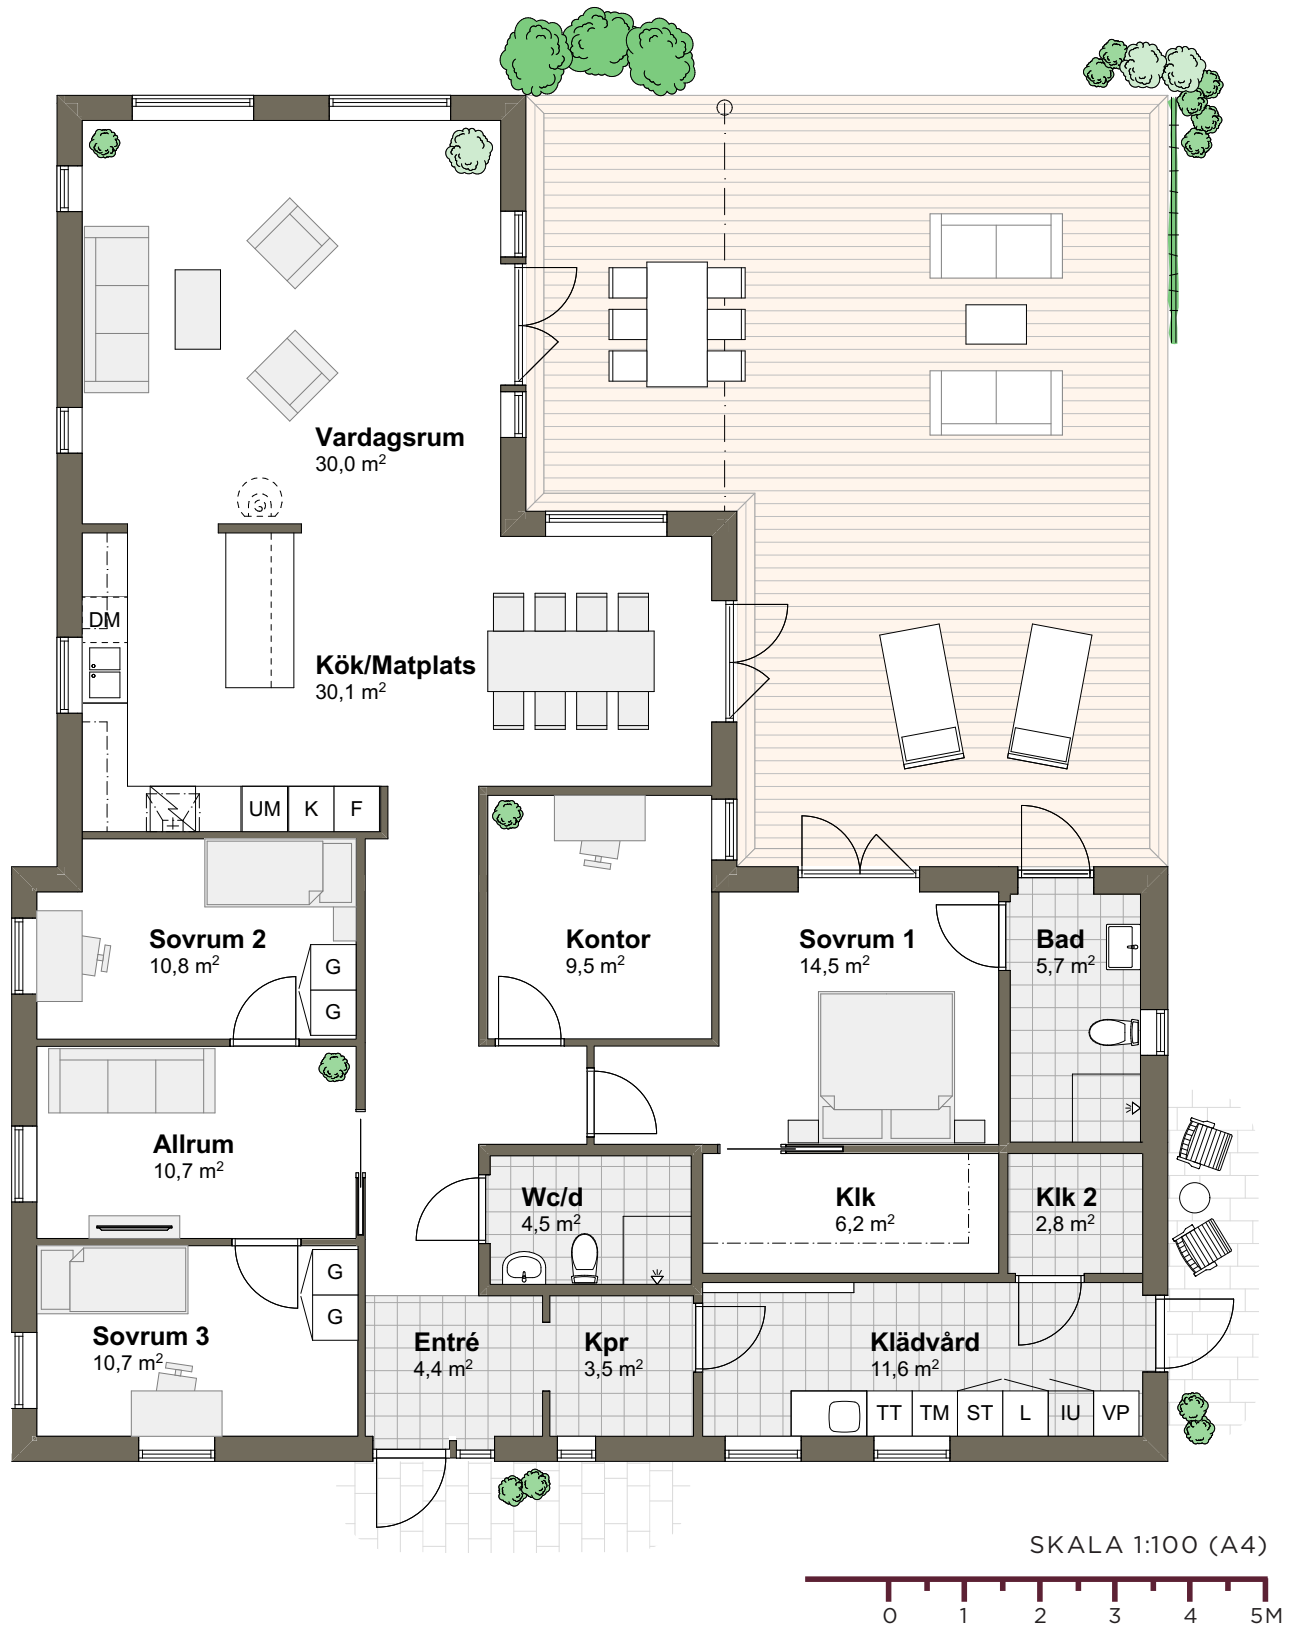 Vardagsrum
30,0 m²
DM
Kök/Matplats
30,1 m²
UM K F
Sovrum 2
10,8 m²
G
G
Kontor
9,5 m²
Sovrum 1
14,5 m²
Bad
5,7 m²
Allrum
10,7 m²
Wc/d
4,5 m²
Klk
6,2 m²
Klk 2
2,8 m²
G
G
Sovrum 3
10,7 m²
Entré
4,4 m²
Kpr
3,5 m²
Klädvård
11,6 m²
TT TM ST L IU VP
SKALA 1:100 (A4)
0 1 2 3 4 5M